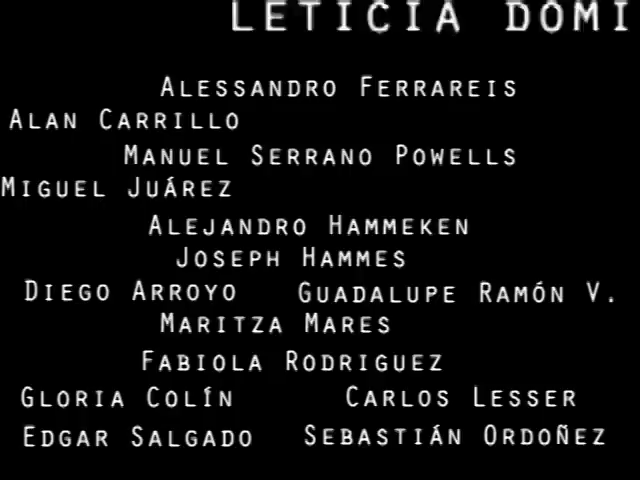 LETICIA DOMI
ALESSANDRO FERRAREIS
ALAN CARRILLO
MANUEL SERRANO POWELLS
MIGUEL JUÁREZ
ALEJANDRO HAMMEKEN
JOSEPH HAMMES
DIEGO ARROYO GUADALUPE RAMÓN V.
MARITZA MARES
FABIOLA RODRIGUEZ
GLORIA COLÍN CARLOS LESSER
EDGAR SALGADO SEBASTIÁN ORDOÑEZ